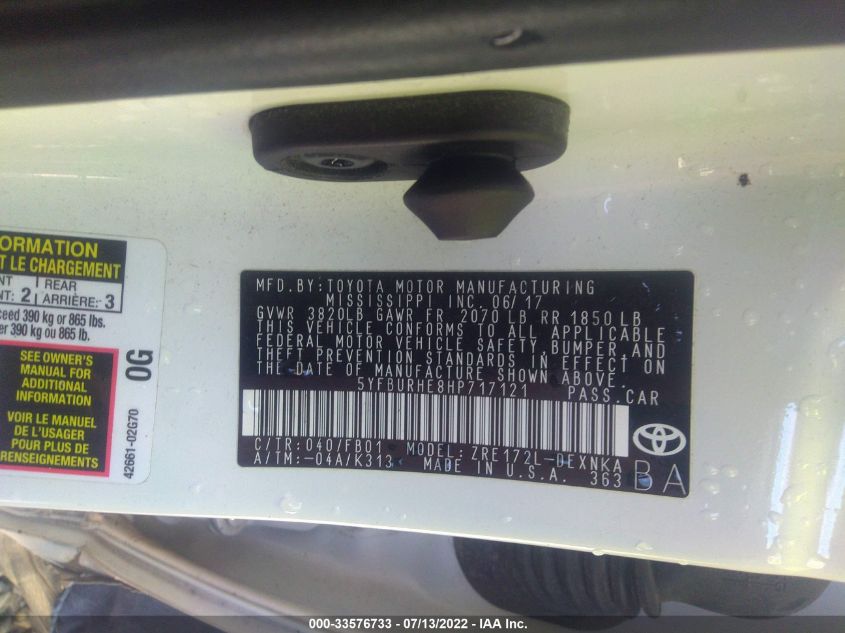 ORMATION
T LE CHARGEMENT
NT 2 REAR 3
NT: ARRIÈRE:
ceed 390 kg or 865 lbs.
er 390 kg ou 865 lb.
SEE OWNER'S
MANUAL FOR
ADDITIONAL
INFORMATION
VOIR LE MANUEL
DE L'USAGER
POUR PLUS DE
RENSEIGNEMENTS
0G
42661-02G70
MFD.BY:TOYOTA MOTOR MANUFACTURING
MISSISSIPPI INC. 06/17
GVWR 3820LB GAWR FR 2070 LB RR 1850 LB
THIS VEHICLE CONFORMS TO ALL APPLICABLE
FEDERAL MOTOR VEHICLE SAFETY, BUMPER, AND
THEFT PREVENTION STANDARDS IN EFFECT ON
THE DATE OF MANUFACTURE SHOWN ABOVE.
5YFBURHE8HP717121 PASS.CAR
C/TR:040/FB01 MODEL: ZRE172L-DEXNKA
A/TM:-04A/K313 MADE IN U.S.A. 363
BA
000-33576733 - 07/13/2022 - IAA Inc.